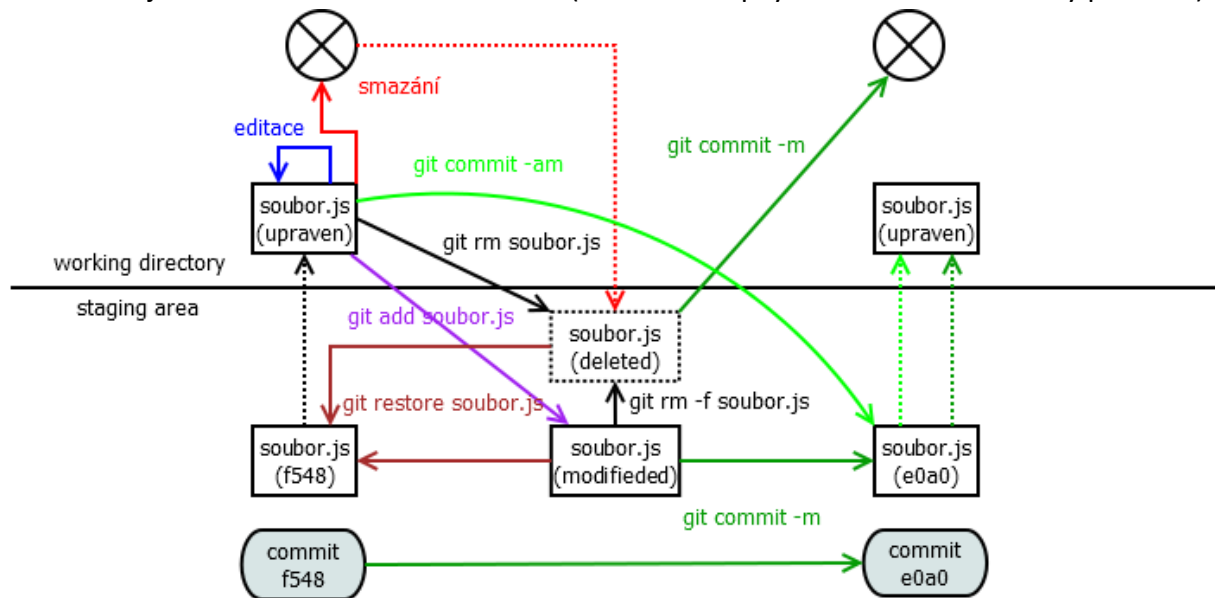 smazání
editace
git commit -am
git commit -m
soubor.js
(upraven)
soubor.js
(upraven)
git rm soubor.js
working directory
staging area
git add soubor.js
soubor.js
(deleted)
git restore soubor.js
git rm -f soubor.js
soubor.js
(f548)
soubor.js
(modifieded)
soubor.js
(e0a0)
git commit -m
commit
f548
commit
e0a0